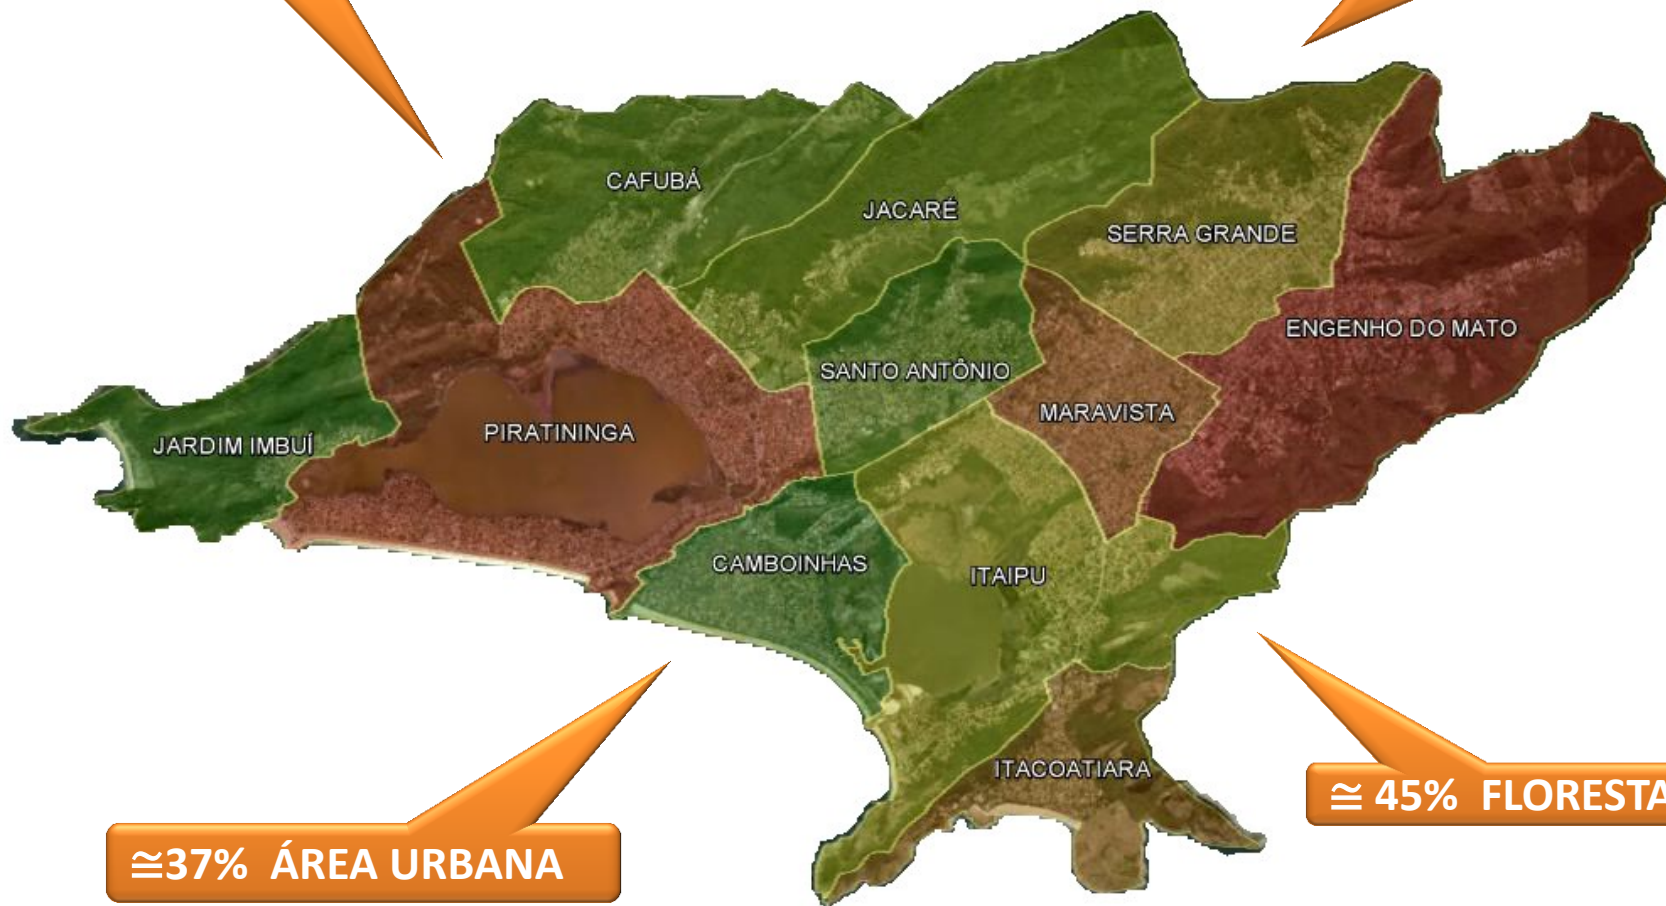 CAFUBÁ
JACARÉ
SERRA GRANDE
ENGENHO DO MATO
SANTO ANTÔNIO
MARAVISTA
PIRATININGA
JARDIM IMBUÍ
CAMBOINHAS
ITAIPU
ITACOATIARA
≅ 45% FLORESTA
≅37% ÁREA URBANA